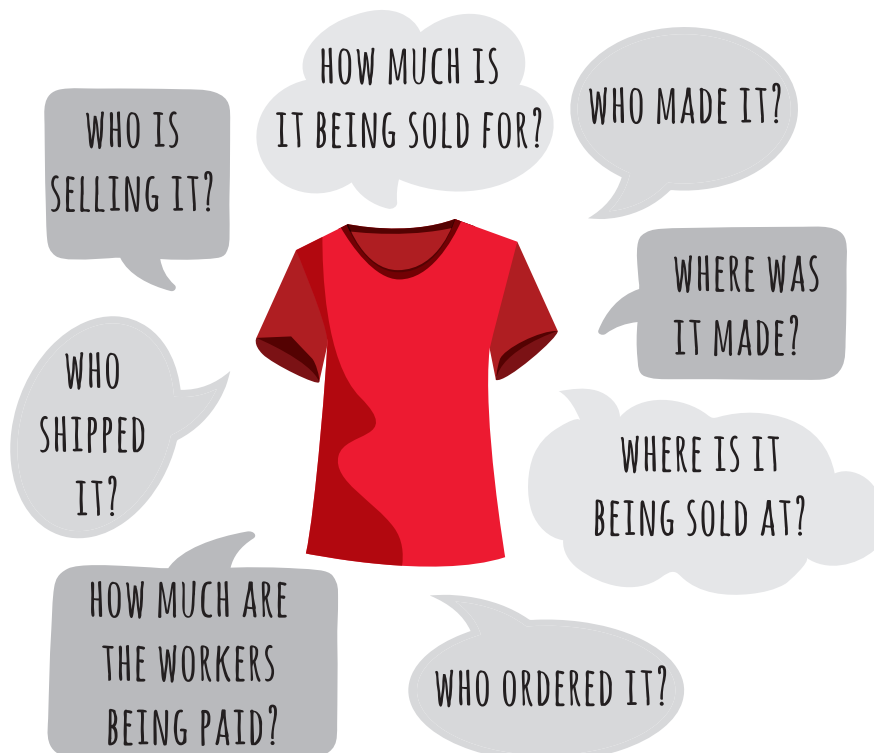 HOW MUCH IS
IT BEING SOLD FOR?
WHO MADE IT?
WHO IS
SELLING IT?
WHERE WAS
IT MADE?
WHO
SHIPPED
IT?
WHERE IS IT
BEING SOLD AT?
HOW MUCH ARE
THE WORKERS
BEING PAID?
WHO ORDERED IT?